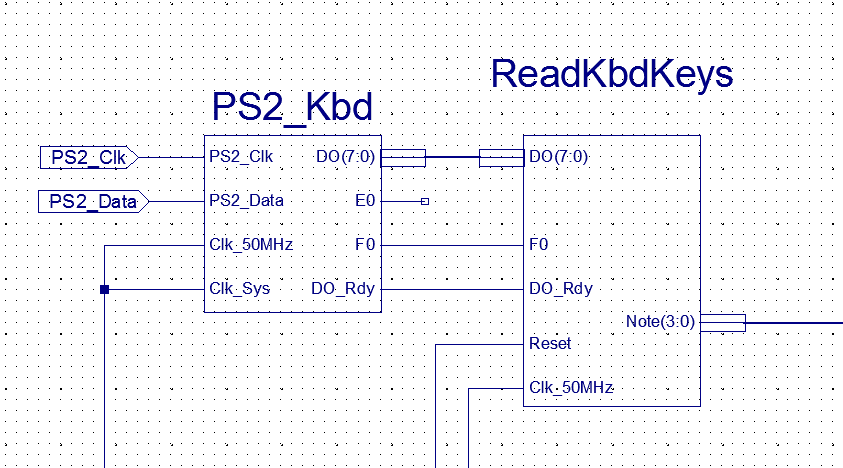 ReadKbdKeys
PS2_Kbd
PS2_Clk
PS2_Clk
DO(7:0)
DO(7:0)
PS2_Data
PS2_Data
E0
Clk_50MHz
F0
F0
Clk_Sys
DO_Rdy
DO_Rdy
Note(3:0)
Reset
Clk_50MHz